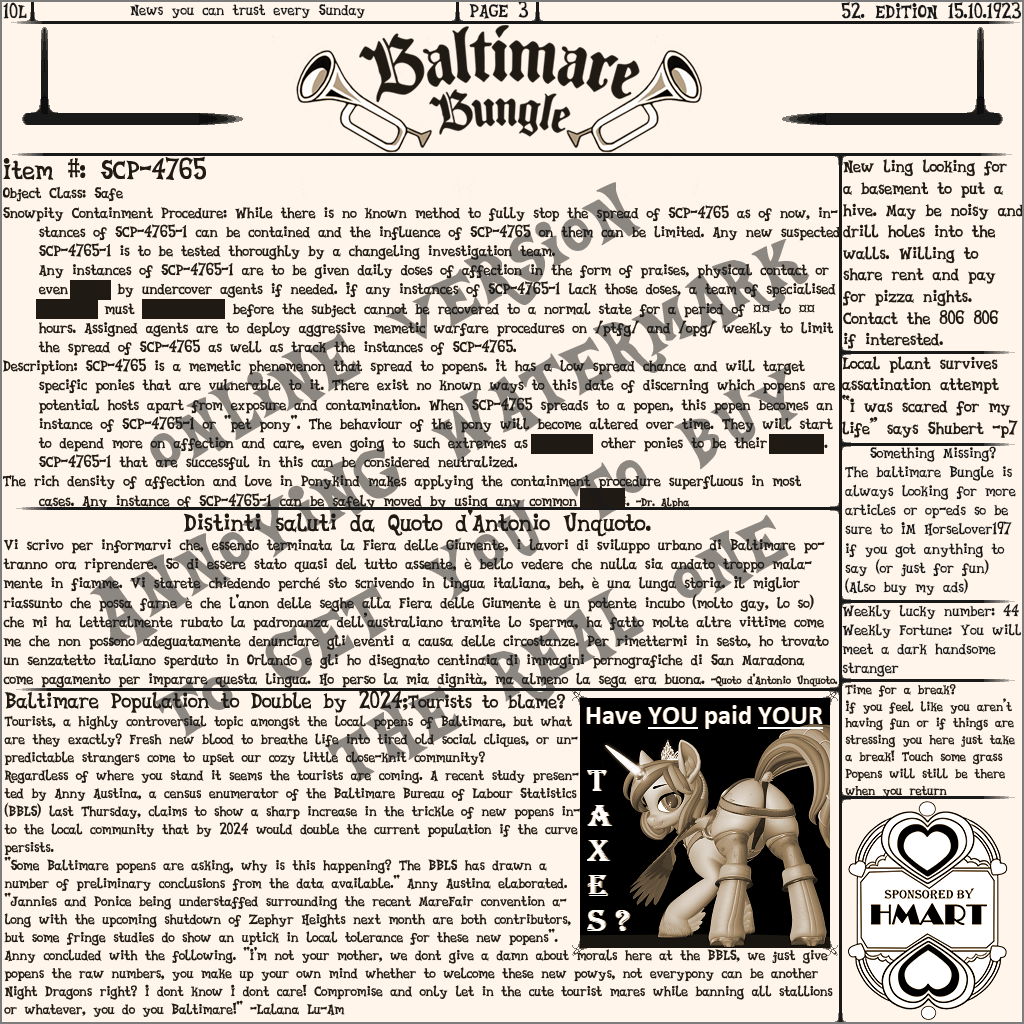 10L
News you can trust every Sunday
PAGE 3
52. EDITION 15.10.1923
Baltimare
Bungle
Item #: SCP-4765
Object Class: Safe
Snowpity Containment Procedure: While there is no known method to fully stop the spread of SCP-4765 as of now, in-
stances of SCP-4765-1 can be contained and the influence of SCP-4765 on them can be limited. Any new suspected
SCP-4765-1 is to be tested thoroughly by a changeling investigation team.
Any instances of SCP-4765-1 are to be given daily doses of affection in the form of praises, physical contact or
even by undercover agents if needed. If any instances of SCP-4765-1 lack those doses, a team of specialised
must before the subject cannot be recovered to a normal state for a period of ¤¤ to ¤¤
hours. Assigned agents are to deploy aggressive memetic warfare procedures on /ptfg/ and /opg/ weekly to limit
the spread of SCP-4765 as well as track the instances of SCP-4765.
Description: SCP-4765 is a memetic phenomenon that spread to popens. It has a low spread chance and will target
specific ponies that are vulnerable to it. There exist no known ways to this date of discerning which popens are
potential hosts apart from exposure and contamination. When SCP-4765 spreads to a popen, this popen becomes an
instance of SCP-4765-1 or "pet pony". The behaviour of the pony will become altered over time. They will start
to depend more on affection and care, even going to such extremes as other ponies to be their .
SCP-4765-1 that are successful in this can be considered neutralized.
The rich density of affection and love in Ponykind makes applying the containment procedure superfluous in most
cases. Any instance of SCP-4765-1 can be safely moved by using any common . -Dr. Alpha
Distinti saluti da Quoto d'Antonio Unquoto.
Vi scrivo per informarvi che, essendo terminata la Fiera delle Giumente, i lavori di sviluppo urbano di Baltimare po-
tranno ora riprendere. So di essere stato quasi del tutto assente, è bello vedere che nulla sia andato troppo mala-
mente in fiamme. Vi starete chiedendo perché sto scrivendo in lingua italiana, beh, è una lunga storia. Il miglior
riassunto che possa farne è che l'anon delle seghe alla Fiera delle Giumente è un potente incubo (molto gay, lo so)
che mi ha letteralmente rubato la padronanza dell'australiano tramite lo sperma, ha fatto molte altre vittime come
me che non possono adeguatamente denunciare gli eventi a causa delle circostanze. Per rimettermi in sesto, ho trovato
un senzatetto italiano sperduto in Orlando e gli ho disegnato centinaia di immagini pornografiche di San Maradona
come pagamento per imparare questa lingua. Ho perso la mia dignità, ma almeno la sega era buona. -Quoto d'Antonio Unquoto.
Baltimare Population to Double by 2024;Tourists to blame?
Tourists, a highly controversial topic amongst the local popens of Baltimare, but what
are they exactly? Fresh new blood to breathe life into tired old social cliques, or un-
predictable strangers come to upset our cozy little close-knit community?
Regardless of where you stand it seems the tourists are coming. A recent study presen-
ted by Anny Austina, a census enumerator of the Baltimare Bureau of Labour Statistics
(BBLS) last Thursday, claims to show a sharp increase in the trickle of new popens in-
to the local community that by 2024 would double the current population if the curve
persists.
"Some Baltimare popens are asking, why is this happening? The BBLS has drawn a
number of preliminary conclusions from the data available." Anny Austina elaborated.
"Jannies and Ponice being understaffed surrounding the recent MareFair convention a-
long with the upcoming shutdown of Zephyr Heights next month are both contributors,
but some fringe studies do show an uptick in local tolerance for these new popens".
Anny concluded with the following. "I'm not your mother, we dont give a damn about morals here at the BBLS, we just give
popens the raw numbers, you make up your own mind whether to welcome these new powys, not everypony can be another
Night Dragons right? I dont know I dont care! Compromise and only let in the cute tourist mares while banning all stallions
or whatever, you do you Baltimare!" -Lalana Lu-Am
Have YOU paid YOUR
TAXES?
New ling looking for
a basement to put a
hive. May be noisy and
drill holes into the
walls. Willing to
share rent and pay
for pizza nights.
Contact the 806 806
if interested.
Local plant survives
assatination attempt
"I was scared for my
life" says Shubert -p7
Something Missing?
The baltimare Bungle is
always looking for more
articles or op-eds so be
sure to IM Horselover197
if you got anything to
say (or just for fun)
(Also buy my ads)
Weekly lucky number: 44
Weekly Fortune: You will
meet a dark handsome
stranger
Time for a break?
If you feel like you aren't
having fun or if things are
stressing you here just take
a break! Touch some grass
Popens will still be there
when you return
SPONSORED BY
HMART
ONLINE VERSION
ANNOYING WATERMARK
TO GET YOU TO BUY
THE REAL ONE